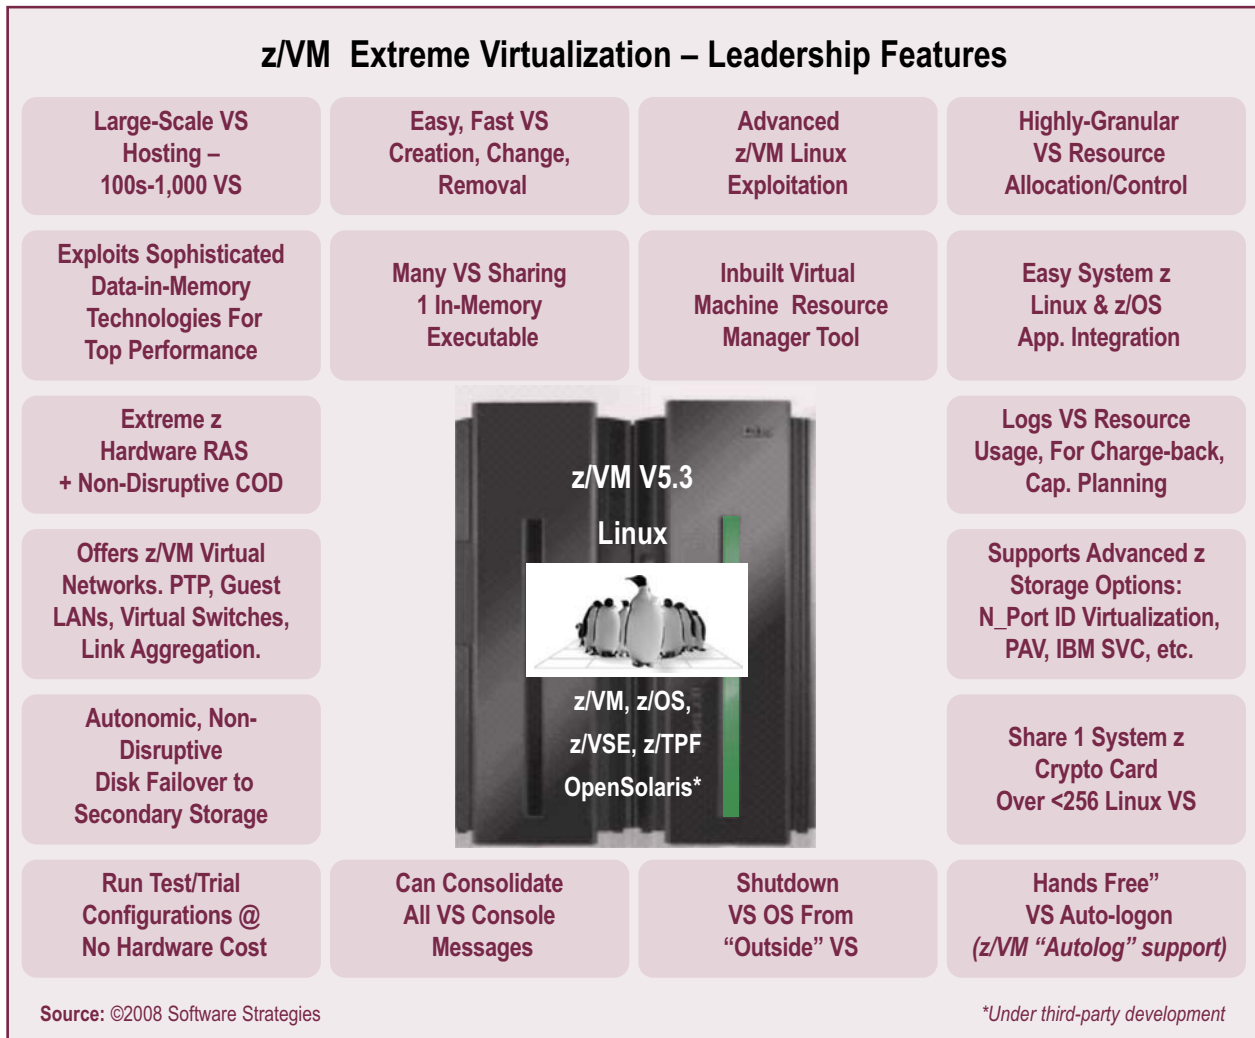 z/VM Extreme Virtualization – Leadership Features
Large-Scale VS
Hosting –
100s-1,000 VS
Easy, Fast VS
Creation, Change,
Removal
Advanced
z/VM Linux
Exploitation
Highly-Granular
VS Resource
Allocation/Control
Exploits Sophisticated
Data-in-Memory
Technologies For
Top Performance
Many VS Sharing
1 In-Memory
Executable
Inbuilt Virtual
Machine Resource
Manager Tool
Easy System z
Linux & z/OS
App. Integration
Extreme z
Hardware RAS
+ Non-Disruptive COD
z/VM V5.3
Linux
z/VM, z/OS,
z/VSE, z/TPF
OpenSolaris*
Logs VS Resource
Usage, For Charge-back,
Cap. Planning
Offers z/VM Virtual
Networks. PTP, Guest
LANs, Virtual Switches,
Link Aggregation.
Supports Advanced z
Storage Options:
N_Port ID Virtualization,
PAV, IBM SVC, etc.
Autonomic, Non-
Disruptive
Disk Failover to
Secondary Storage
Share 1 System z
Crypto Card
Over <256 Linux VS
Run Test/Trial
Configurations @
No Hardware Cost
Can Consolidate
All VS Console
Messages
Shutdown
VS OS From
“Outside” VS
Hands Free”
VS Auto-logon
(z/VM “Autolog” support)
Source: ©2008 Software Strategies
*Under third-party development